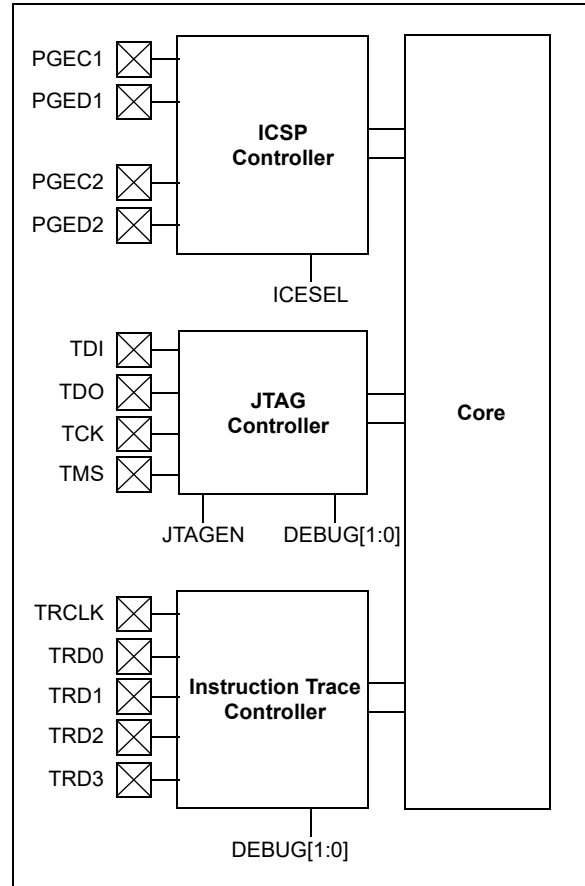 PGEC1
PGED1
ICSP
Controller
PGEC2
PGED2
ICESEL
TDI
TDO
JTAG
Controller
TCK
TMS
JTAGEN DEBUG[1:0]
Core
TRCLK
TRD0
TRD1
Instruction Trace
Controller
TRD2
TRD3
DEBUG[1:0]